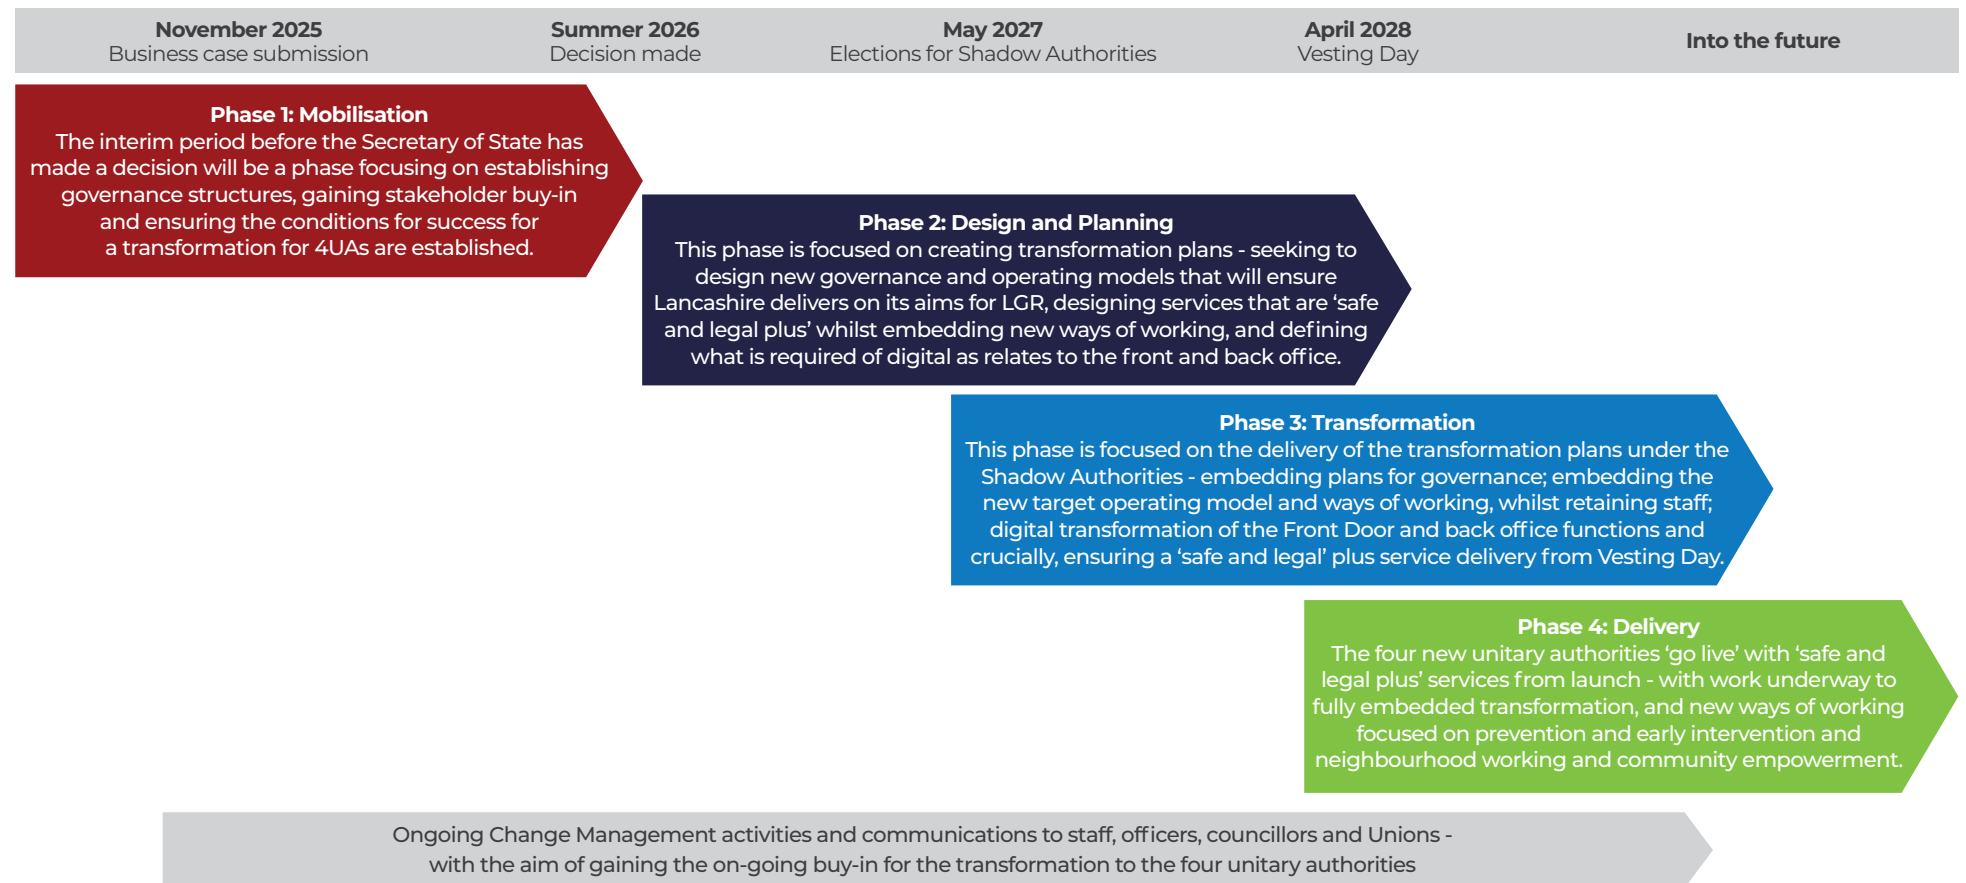 November 2025
Business case submission
Summer 2026
Decision made
May 2027
Elections for Shadow Authorities
April 2028
Vesting Day
Into the future
Phase 1: Mobilisation
The interim period before the Secretary of State has
made a decision will be a phase focusing on establishing
governance structures, gaining stakeholder buy-in
and ensuring the conditions for success for
a transformation for 4UAs are established.
Phase 2: Design and Planning
This phase is focused on creating transformation plans - seeking to
design new governance and operating models that will ensure
Lancashire delivers on its aims for LGR, designing services that are ‘safe
and legal plus’ whilst embedding new ways of working, and defining
what is required of digital as relates to the front and back office.
Phase 3: Transformation
This phase is focused on the delivery of the transformation plans under the
Shadow Authorities - embedding plans for governance; embedding the
new target operating model and ways of working, whilst retaining staff;
digital transformation of the Front Door and back office functions and
crucially, ensuring a ‘safe and legal’ plus service delivery from Vesting Day.
Phase 4: Delivery
The four new unitary authorities ‘go live’ with ‘safe and
legal plus’ services from launch - with work underway to
fully embedded transformation, and new ways of working
focused on prevention and early intervention and
neighbourhood working and community empowerment.
Ongoing Change Management activities and communications to staff, officers, councillors and Unions -
with the aim of gaining the on-going buy-in for the transformation to the four unitary authorities